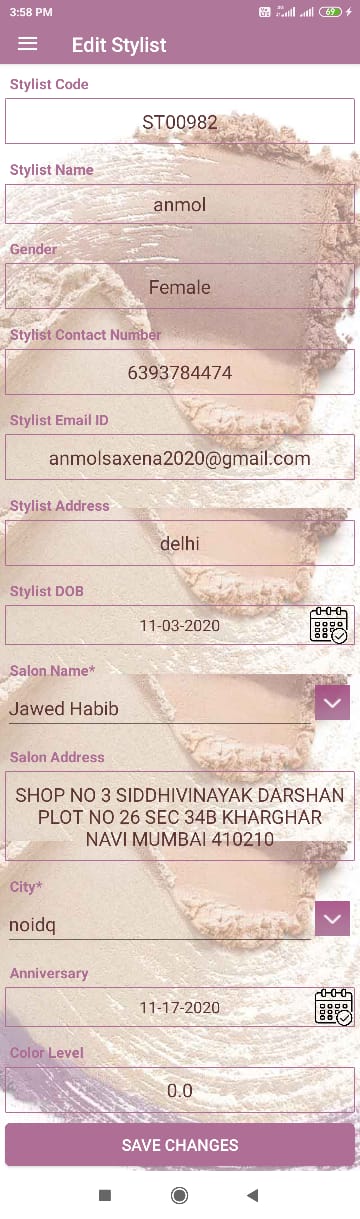 3:58 PM
69
Edit Stylist
Stylist Code
ST00982
Stylist Name
anmol
Gender
Female
Stylist Contact Number
6393784474
Stylist Email ID
anmolsaxena2020@gmail.com
Stylist Address
delhi
Stylist DOB
11-03-2020
Salon Name*
Jawed Habib
Salon Address
SHOP NO 3 SIDDHIVINAYAK DARSHAN
PLOT NO 26 SEC 34B KHARGHAR
NAVI MUMBAI 410210
City*
noidq
Anniversary
11-17-2020
Color Level
0.0
SAVE CHANGES